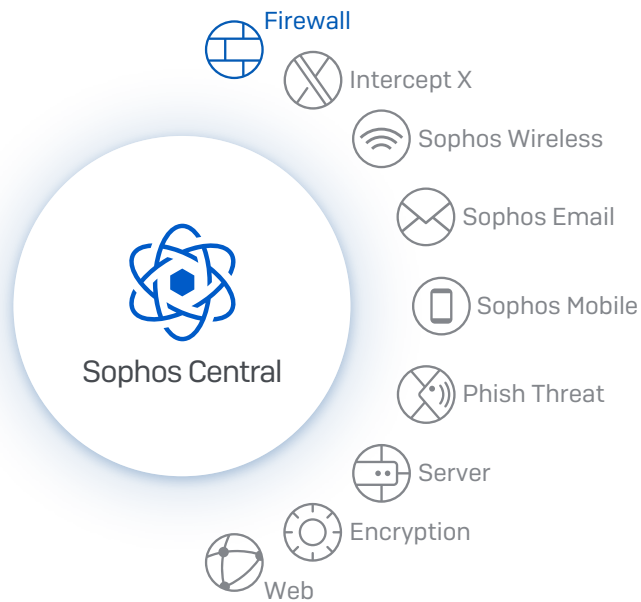 Firewall
Intercept X
Sophos Wireless
Sophos Email
Sophos Mobile
Sophos Central
Phish Threat
Server
Encryption
Web